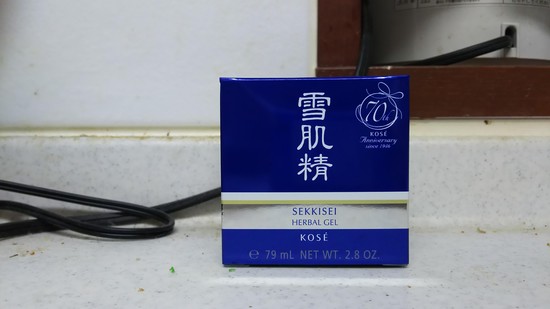 雪肌精
70th
KOSÉ
Anniversary
since 1946
SEKKISEI
HERBAL GEL
KOSÉ
℮ 79 mL NET WT. 2.8 OZ.